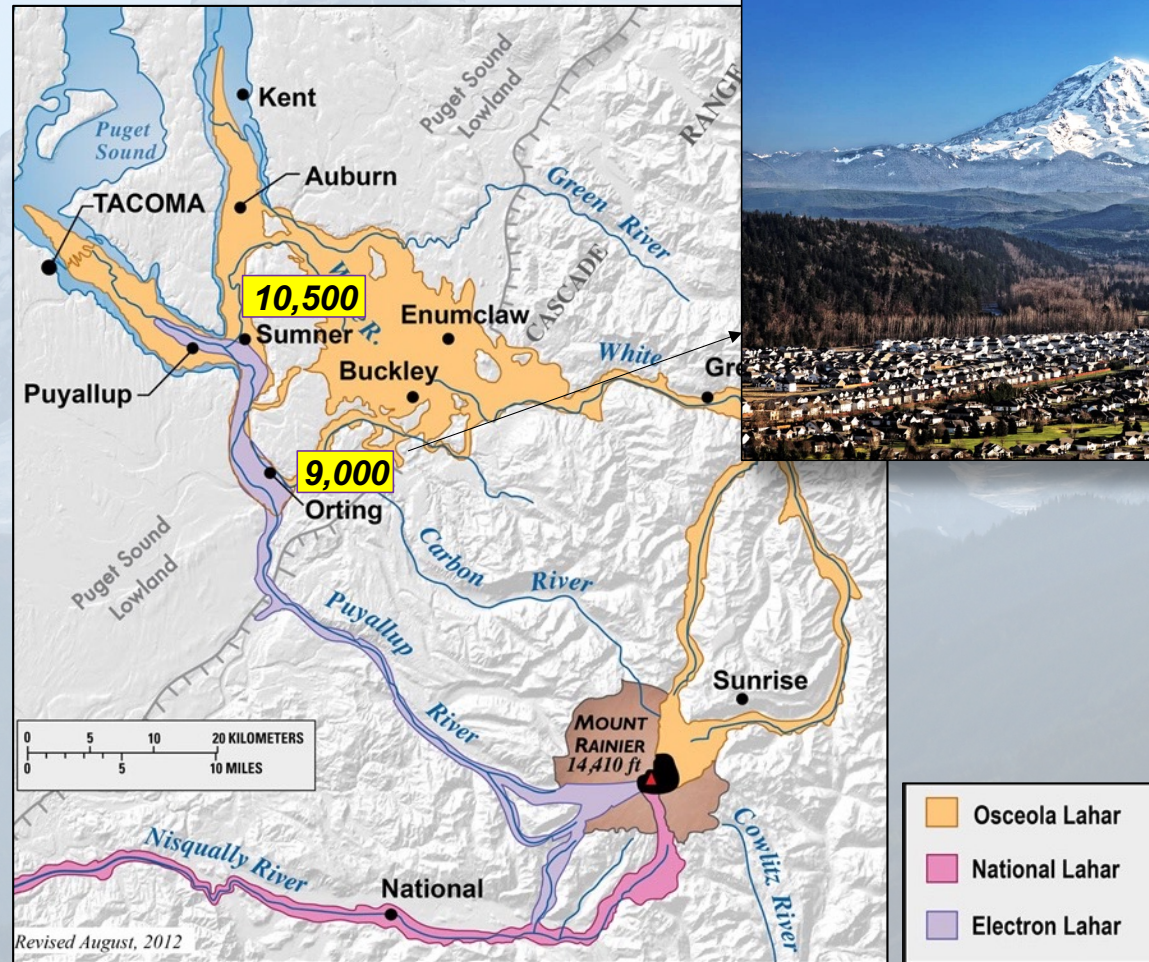 Kent
Puget Sound
Lowland
RANGE
Puget
Sound
Auburn
Green River
TACOMA
CASCADE
10,500
Sumner
Enumclaw
R.
White
Buckley
Puyallup
9,000
Orting
Puget Sound
Lowland
Carbon River
Puyallup
River
Sunrise
MOUNT
RAINIER
14,410 ft
0 5 10 20 KILOMETERS
0 5 10 MILES
Cowlitz River
Nisqually River
National
Revised August, 2012
Osceola Lahar
National Lahar
Electron Lahar